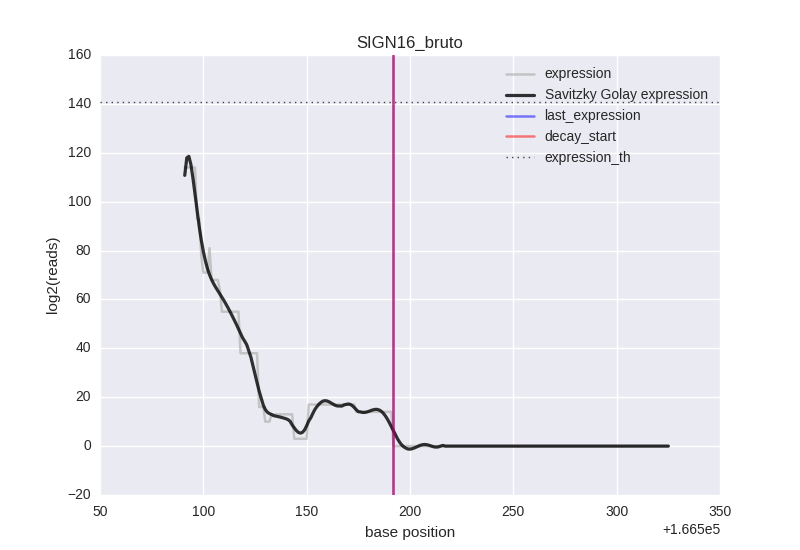 SIGN16_bruto
160
140
120
100
80
60
40
20
0
−20
log2(reads)
expression
Savitzky Golay expression
last_expression
decay_start
expression_th
50 100 150 200 250 300 350
base position
+1.665e5